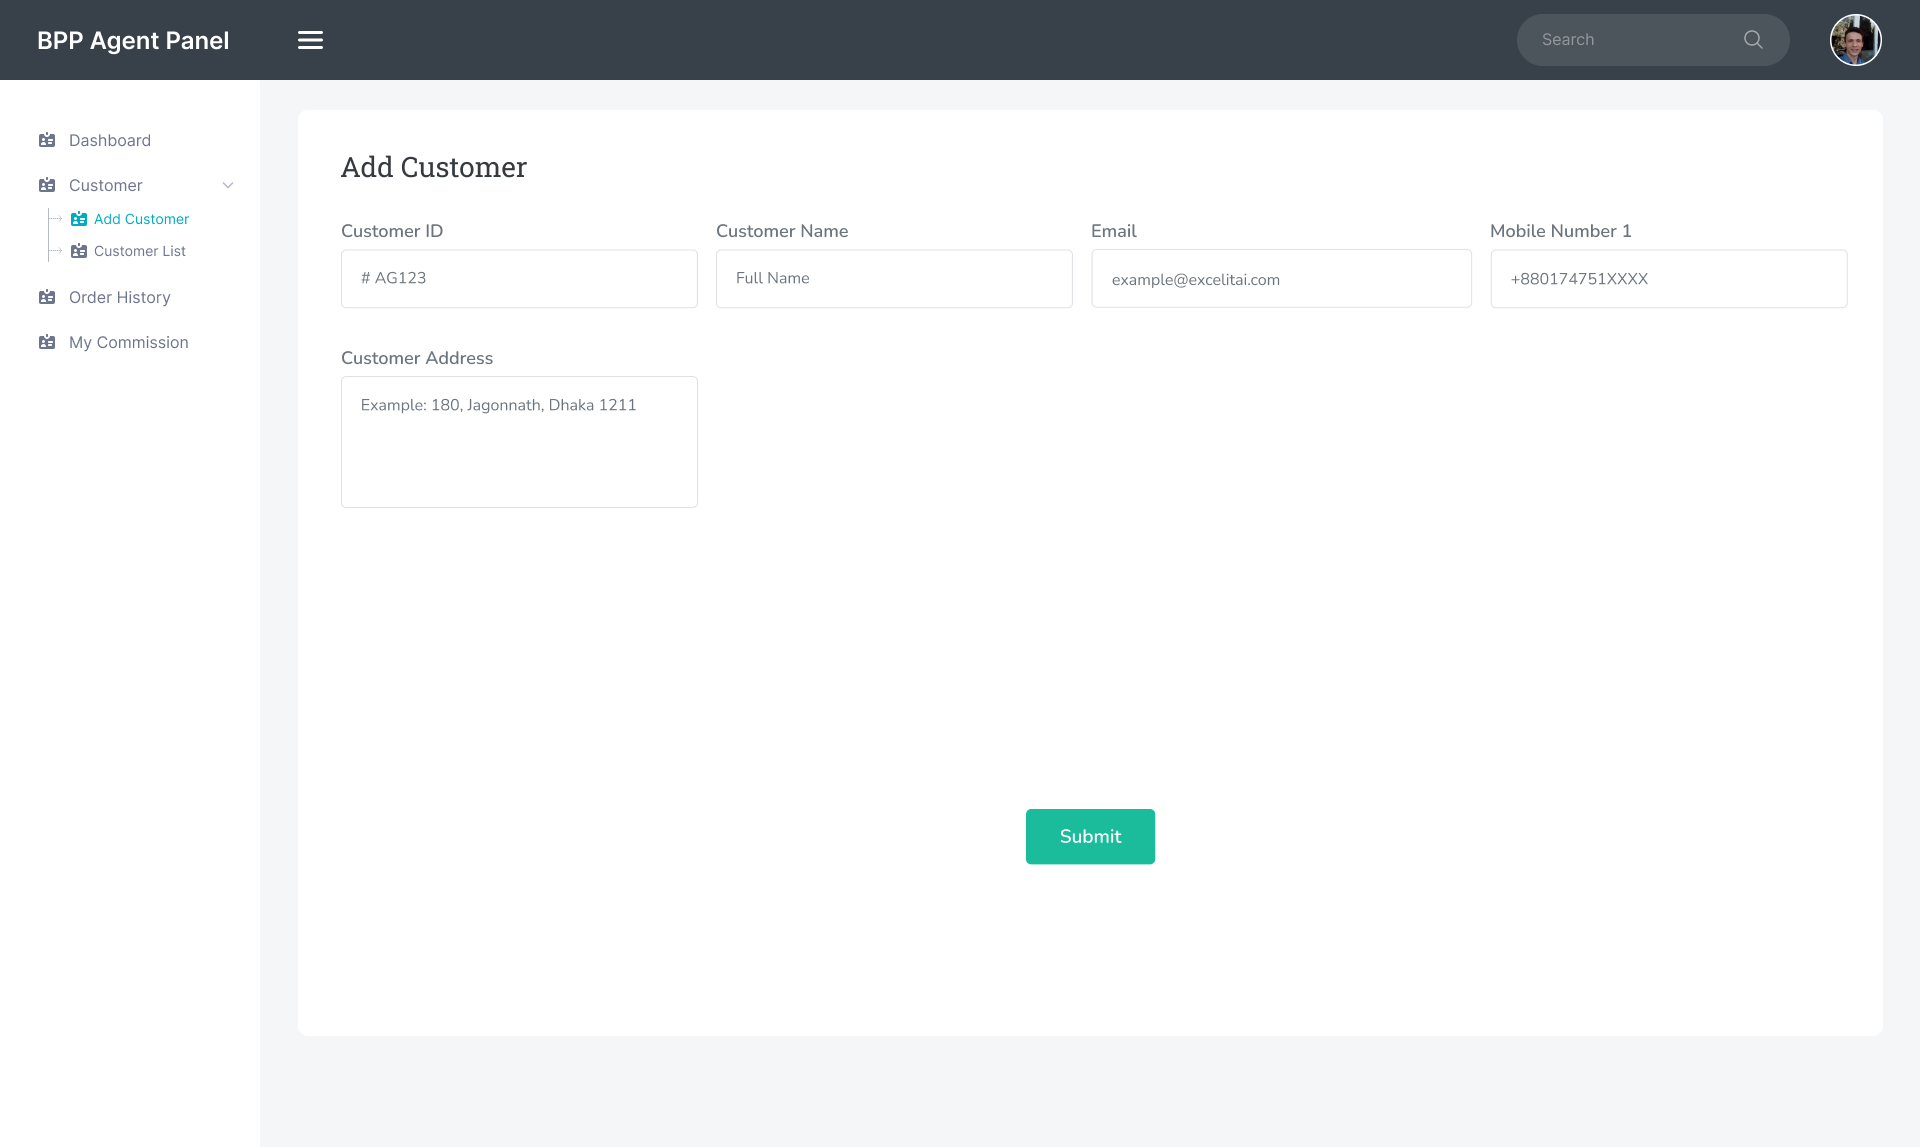 BPP Agent Panel
Search
Dashboard
Customer
Add Customer
Customer List
Order History
My Commission
Add Customer
Customer ID
# AG123
Customer Name
Full Name
Email
example@excelitai.com
Mobile Number 1
+880174751XXXX
Customer Address
Example: 180, Jagonnath, Dhaka 1211
Submit